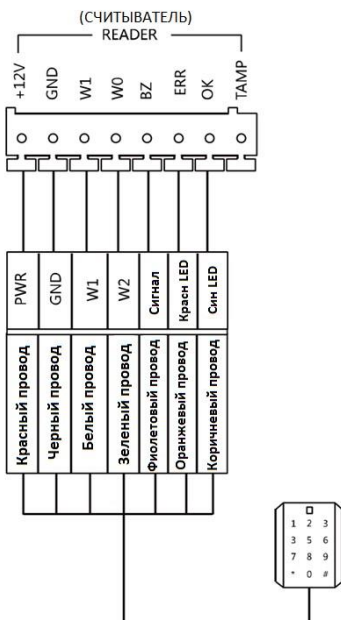 (СЧИТЫВАТЕЛЬ)
READER
+12V GND W1 W0 BZ ERR OK TAMP
PWR GND W1 W2 Сигнал Красн LED Син LED
Красный провод Черный провод Белый провод Зеленый провод Фиолетовый провод Оранжевый провод Коричневый провод
1 2 3
3 5 6
7 8 9
* 0 #